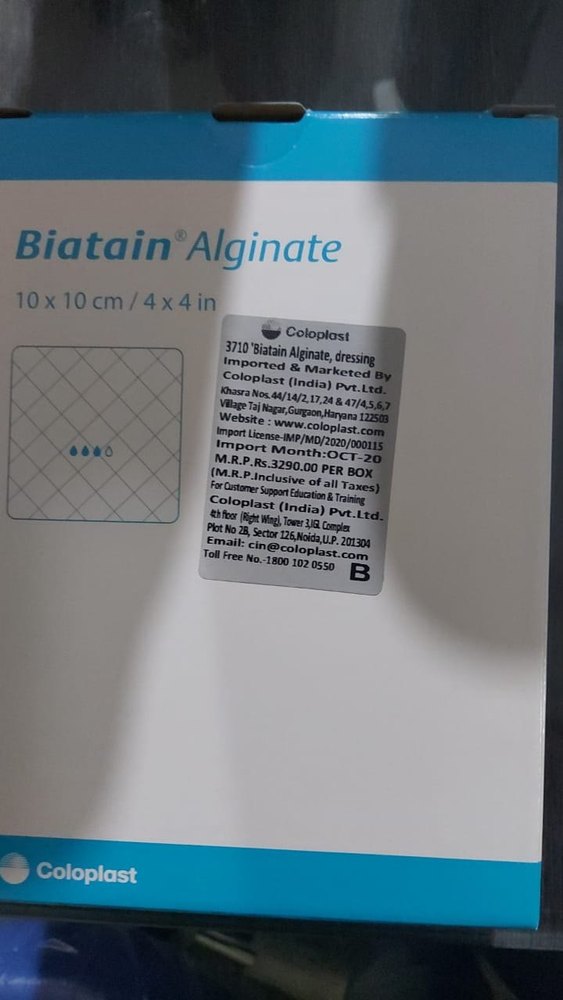 Biatain® Alginate
10 x 10 cm / 4 x 4 in
Coloplast
3710 'Biatain Alginate, dressing
Imported & Marketed By
Coloplast (India) Pvt.Ltd.
Khasra Nos.44/14/2,17,24 & 47/4,5,6,7
Village Taj Nagar,Gurgaon,Haryana 122503
Website : www.coloplast.com
Import License-IMP/MD/2020/000115
Import Month:OCT-20
M.R.P.Rs.3290.00 PER BOX
(M.R.P.Inclusive of all Taxes)
For Customer Support Education & Training
Coloplast (India) Pvt.Ltd.
4th floor (Right Wing), Tower 3,IGL Complex
Plot No 2B, Sector 126,Noida,U.P. 201304
Email: cin@coloplast.com
Toll Free No.-1800 102 0550
B
Coloplast